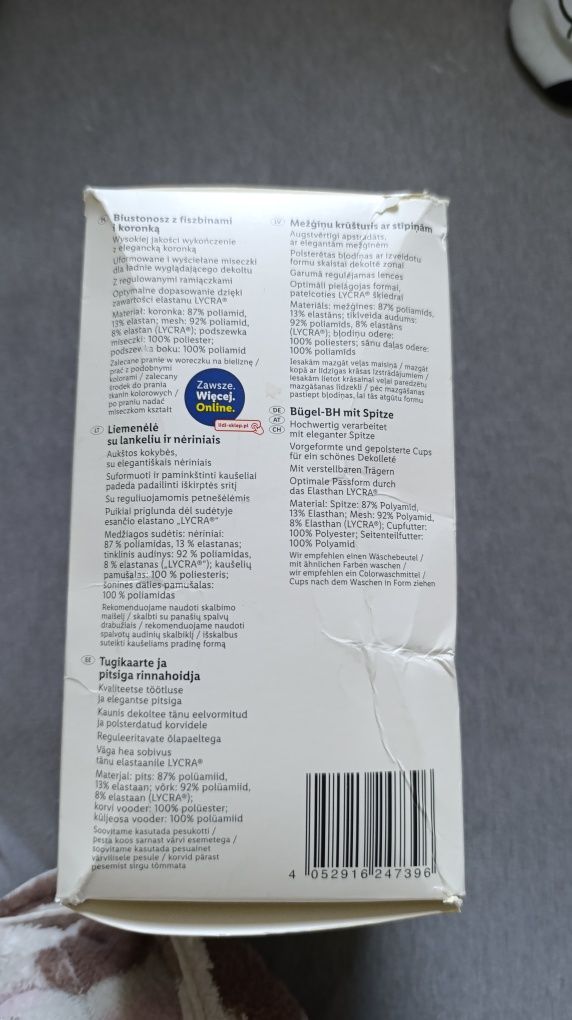 PL Biustonosz z fiszbinami
i koronką
Wysokiej jakości wykończenie
z elegancką koronką
Uformowane i wyściełane miseczki
dla ładnie wyglądającego dekoltu
Z regulowanymi ramiączkami
Optymalne dopasowanie dzięki
zawartości elastanu LYCRA®
Materiał: koronka: 87% poliamid,
13% elastan; mesh: 92% poliamid,
8% elastan (LYCRA®); podszewka
miseczki: 100% poliester;
podszewka boku: 100% poliamid
Zalecane pranie w woreczku na bieliznę /
prać z podobnymi
kolorami / zalecany
środek do prania
tkanin kolorowych /
po praniu nadać
miseczkom kształt
Zawsze.
Więcej.
Online.
lidl-sklep.pl
LT Liemenėlė
su lankeliu ir nėriniais
Aukštos kokybės,
su elegantiškais nėriniais
Suformuoti ir paminkštinti kaušeliai
padeda padailinti iškirptės sritį
Su reguliuojamomis petnešėlėmis
Puikiai priglunda dėl sudėtyje
esančio elastano „LYCRA®“
Medžiagos sudėtis: nėriniai:
87 % poliamidas, 13 % elastanas;
tinklinis audinys: 92 % poliamidas,
8 % elastanas („LYCRA®“); kaušelių
pamušalas: 100 % poliesteris;
šoninės dalies pamušalas:
100 % poliamidas
Rekomenduojame naudoti skalbimo
maišelį / skalbti su panašių spalvų
drabužiais / rekomenduojame naudoti
spalvotų audinių skalbiklį / išskalbus
suteikti kaušeliams pradinę formą
EE Tugikaarte ja
pitsiga rinnahoidja
Kvaliteetse töötluse
ja elegantse pitsiga
Kaunis dekoltee tänu eelvormitud
ja polsterdatud korvidele
Reguleeritavate õlapaeltega
Väga hea sobivus
tänu elastaanile LYCRA®
Materjal: pits: 87% polüamiid,
13% elastaan; võrk: 92% polüamiid,
8% elastaan (LYCRA®);
korvi vooder: 100% polüester;
küljeosa vooder: 100% polüamiid
Soovitame kasutada pesukotti /
pesta koos sarnast värvi esemetega /
soovitame kasutada pesuainet
värvilisele pesule / korvid pärast
pesemist sirgu tõmmata
LV Mežģīņu krūšturis ar stīpiņām
Augstvērtīgi apstrādāts,
ar elegantām mežģīnēm
Polsterētas bļodiņas ar izveidotu
formu skaistai dekoltē zonai
Garumā regulējamas lences
Optimāli pielāgojas formai,
pateicoties LYCRA® šķiedrai
Materiāls: mežģīnes: 87% poliamīds,
13% elastāns; tīklveida audums:
92% poliamīds, 8% elastāns
(LYCRA®); bļodiņu odere:
100% poliesters; sānu daļas odere:
100% poliamīds
Iesakām mazgāt veļas maisiņā / mazgāt
kopā ar līdzīgas krāsas izstrādājumiem /
iesakām lietot krāsainai veļai paredzētu
mazgāšanas līdzekli / pēc mazgāšanas
pastiept bļodiņas, lai tās atgūtu formu
DE AT CH Bügel-BH mit Spitze
Hochwertig verarbeitet
mit eleganter Spitze
Vorgeformte und gepolsterte Cups
für ein schönes Dekolleté
Mit verstellbaren Trägern
Optimale Passform durch
das Elasthan LYCRA®
Material: Spitze: 87% Polyamid,
13% Elasthan; Mesh: 92% Polyamid,
8% Elasthan (LYCRA®); Cupfutter:
100% Polyester; Seitenteilfutter:
100% Polyamid
Wir empfehlen einen Wäschebeutel /
mit ähnlichen Farben waschen /
wir empfehlen ein Colorwaschmittel /
Cups nach dem Waschen in Form ziehen
4 052916 247396